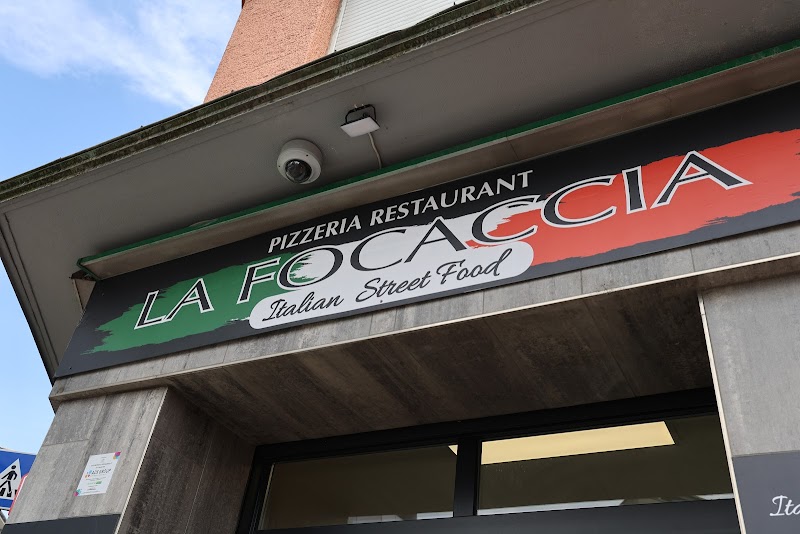 PIZZERIA RESTAURANT
LA FOCACCIA
Italian Street Food